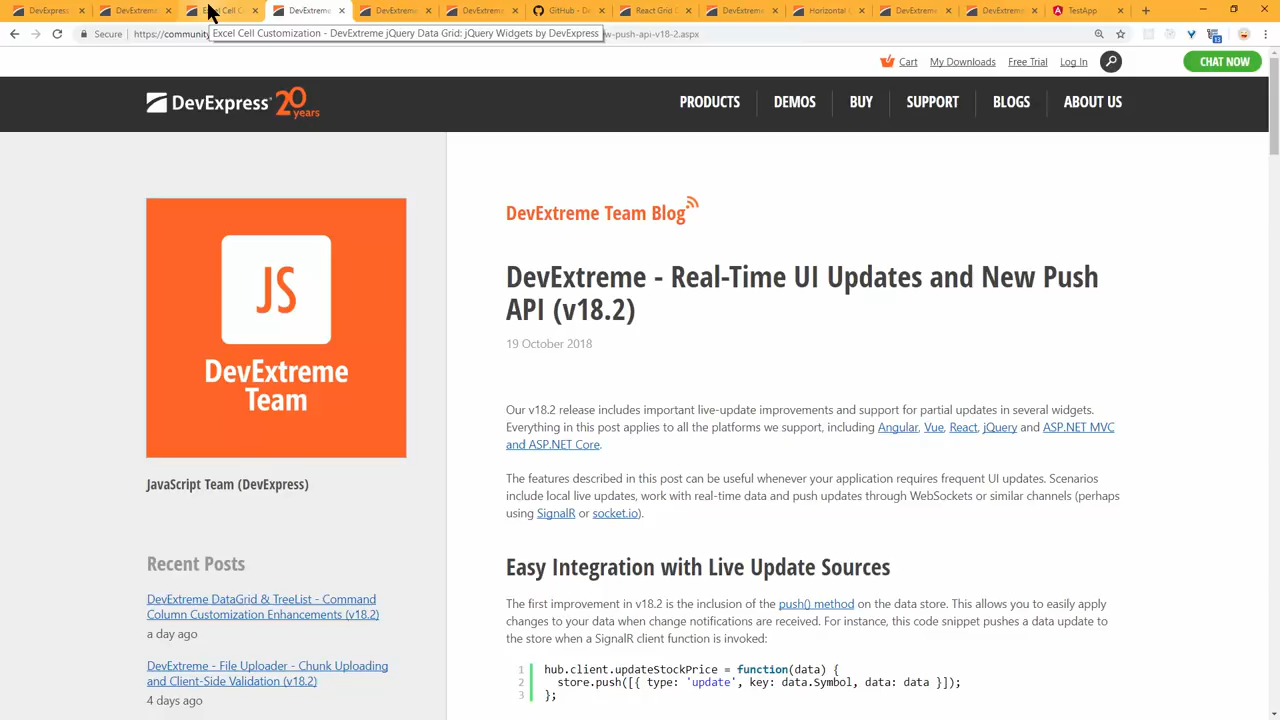 DevExpress
DevExtreme
Excel Cell C
DevExtreme
DevExtreme
DevExtreme
GitHub - De
React Grid
DevExtreme
Horizontal
DevExtreme
DevExtreme
TestApp
Secure
https://community
w-push-api-v18-2.aspx
Excel Cell Customization - DevExtreme jQuery Data Grid: jQuery Widgets by DevExpress
Cart
My Downloads
Free Trial
Log In
CHAT NOW
DevExpress 20 years
PRODUCTS
DEMOS
BUY
SUPPORT
BLOGS
ABOUT US
JS
DevExtreme
Team
JavaScript Team (DevExpress)
Recent Posts
DevExtreme DataGrid & TreeList - Command
Column Customization Enhancements (v18.2)
a day ago
DevExtreme - File Uploader - Chunk Uploading
and Client-Side Validation (v18.2)
4 days ago
DevExtreme Team Blog
DevExtreme - Real-Time UI Updates and New Push
API (v18.2)
19 October 2018
Our v18.2 release includes important live-update improvements and support for partial updates in several widgets.
Everything in this post applies to all the platforms we support, including Angular, Vue, React, jQuery and ASP.NET MVC
and ASP.NET Core.
The features described in this post can be useful whenever your application requires frequent UI updates. Scenarios
include local live updates, work with real-time data and push updates through WebSockets or similar channels (perhaps
using SignalR or socket.io).
Easy Integration with Live Update Sources
The first improvement in v18.2 is the inclusion of the push() method on the data store. This allows you to easily apply
changes to your data when change notifications are received. For instance, this code snippet pushes a data update to
the store when a SignalR client function is invoked:
1 hub.client.updateStockPrice = function(data) {
2 store.push([{ type: 'update', key: data.Symbol, data: data }]);
3 };